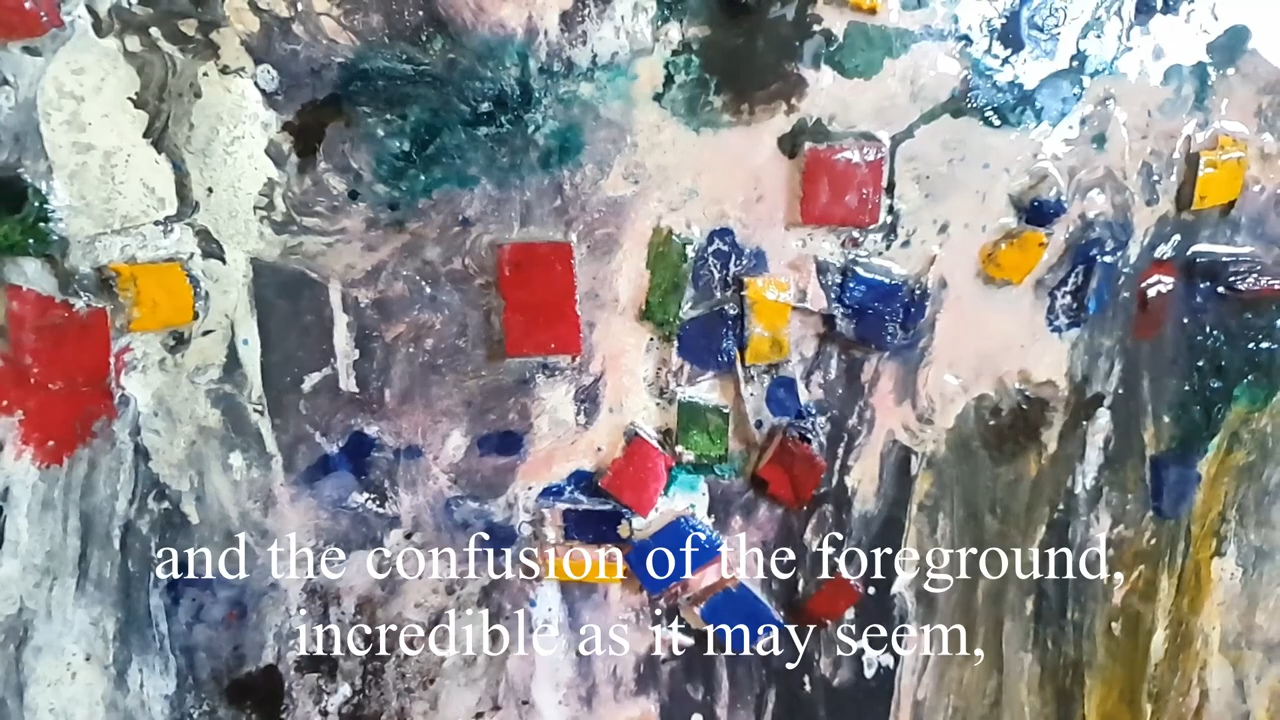 and the confusion of the foreground,
incredible as it may seem,